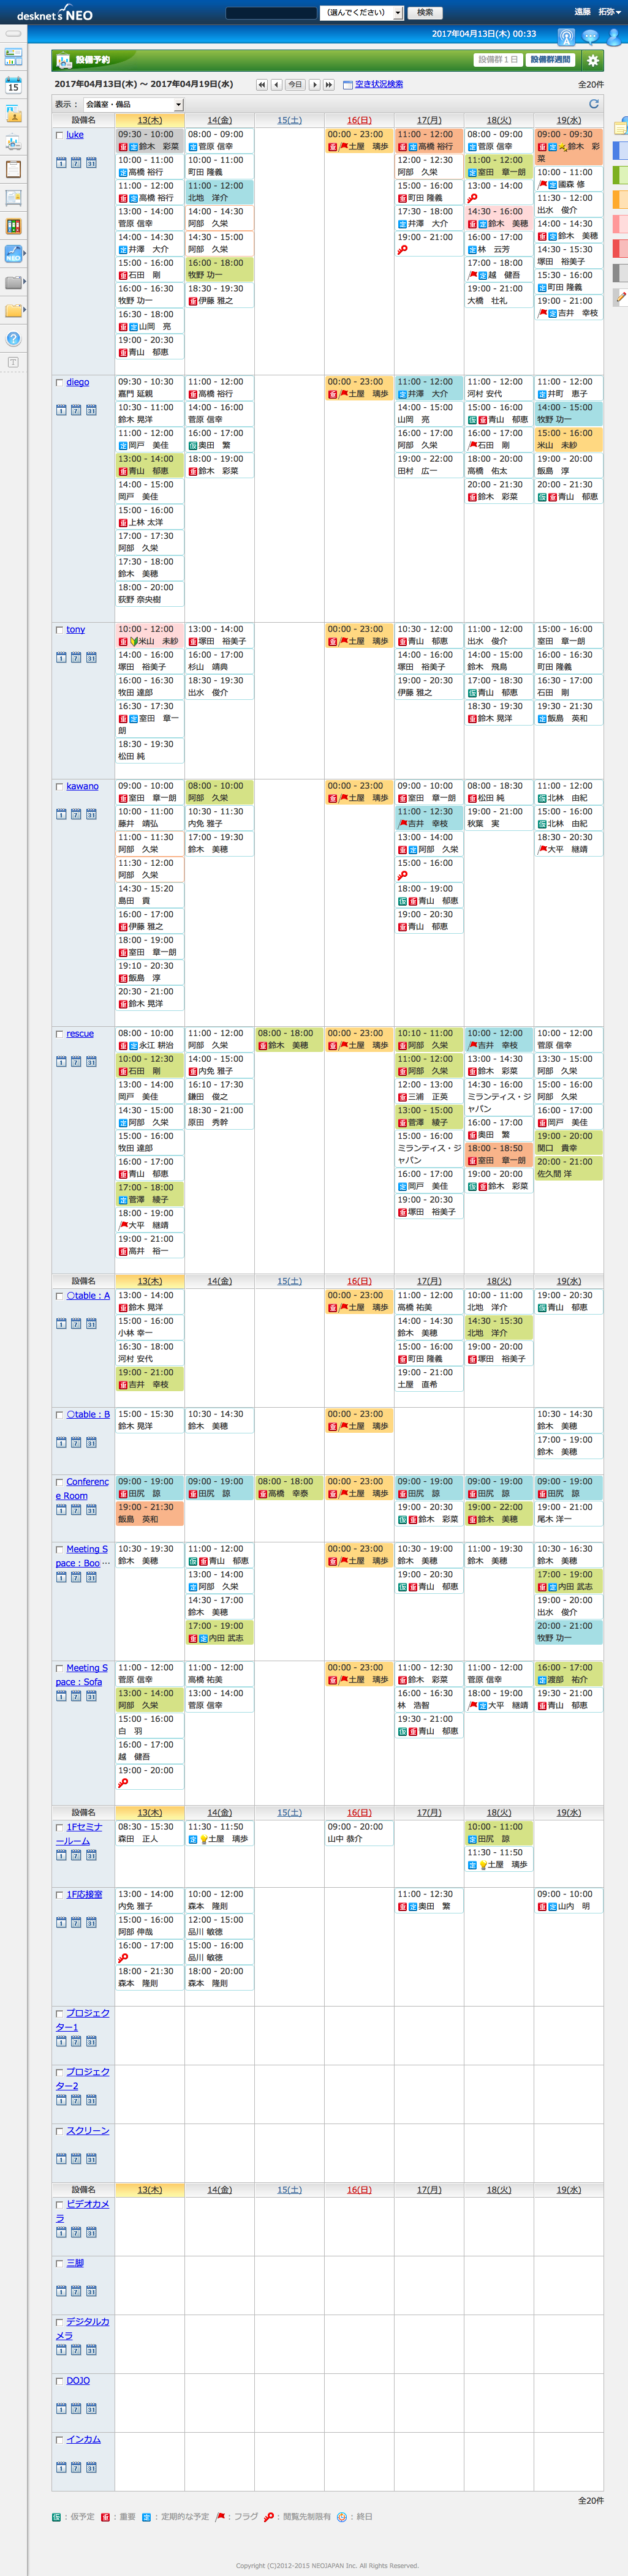 desknet's NEO
(選んでください)
検索
遠藤　拓弥
2017年04月13日(木) 00:33
設備予約
設備群１日
設備群週間
2017年04月13日(木) ～ 2017年04月19日(水)
今日
空き状況検索
全20件
表示：
会議室・備品
設備名 13(木) 14(金) 15(土) 16(日) 17(月) 18(火) 19(水)
luke
09:30 - 10:00
鈴木　彩菜
10:00 - 11:00
高橋 裕行
11:00 - 12:00
高橋 裕行
13:00 - 14:00
菅原 信幸
14:00 - 14:30
井澤　大介
15:00 - 16:00
石田　剛
16:00 - 16:30
牧野 功一
16:30 - 18:00
山岡　亮
19:00 - 20:30
青山　郁恵
08:00 - 09:00
菅原 信幸
10:00 - 11:00
町田 隆義
11:00 - 12:00
北地　洋介
14:00 - 14:30
阿部　久栄
14:30 - 15:00
阿部　久栄
16:00 - 18:00
牧野 功一
18:30 - 19:30
伊藤 雅之
00:00 - 23:00
土屋　璃歩
11:00 - 12:00
高橋 裕行
12:00 - 12:30
阿部　久栄
15:00 - 16:00
町田 隆義
17:30 - 18:00
井澤　大介
19:00 - 21:00
08:00 - 09:00
菅原 信幸
11:00 - 12:00
室田　章一朗
13:00 - 14:00
14:30 - 16:00
鈴木　美穂
16:00 - 17:00
林　云芳
17:00 - 18:00
越　健吾
19:00 - 21:00
大橋　壮礼
09:00 - 09:30
鈴木　彩菜
10:00 - 11:00
國森 修
11:30 - 12:00
出水　俊介
14:00 - 14:30
鈴木　美穂
14:30 - 15:30
塚田　裕美子
15:30 - 16:00
町田 隆義
19:00 - 21:00
吉井　幸枝
diego
09:30 - 10:30
嘉門 延親
10:30 - 11:00
鈴木 晃洋
11:00 - 12:00
岡戸　美佳
13:00 - 14:00
青山　郁恵
14:00 - 15:00
岡戸　美佳
15:00 - 16:00
上林 太洋
17:00 - 17:30
阿部　久栄
17:30 - 18:00
鈴木　美穂
18:00 - 20:00
荻野 奈央樹
11:00 - 12:00
高橋 裕行
14:00 - 16:00
菅原 信幸
16:00 - 17:00
奥田　繁
18:00 - 19:00
鈴木　彩菜
00:00 - 23:00
土屋　璃歩
11:00 - 12:00
井澤　大介
14:00 - 15:00
山岡　亮
16:00 - 17:00
阿部　久栄
19:00 - 22:00
田村　広一
11:00 - 12:00
河村 安代
15:00 - 16:00
青山　郁恵
16:00 - 17:00
石田　剛
18:00 - 20:00
高橋　佑太
20:00 - 21:30
鈴木　彩菜
11:00 - 12:00
井町　惠子
14:00 - 15:00
牧野 功一
15:00 - 16:00
米山　未紗
19:00 - 20:00
飯島　淳
20:00 - 21:30
青山　郁恵
tony
10:00 - 12:00
米山　未紗
14:00 - 16:00
塚田　裕美子
16:00 - 16:30
牧田 達郎
16:30 - 17:30
室田　章一朗
18:30 - 19:30
松田 純
13:00 - 14:00
塚田　裕美子
16:00 - 17:00
杉山　靖典
18:30 - 19:30
出水　俊介
00:00 - 23:00
土屋　璃歩
10:30 - 12:00
青山　郁恵
14:00 - 16:00
塚田　裕美子
19:00 - 20:30
伊藤 雅之
11:00 - 12:00
出水　俊介
14:00 - 15:00
鈴木　飛鳥
17:00 - 18:30
青山　郁恵
18:30 - 19:30
鈴木 晃洋
15:00 - 16:00
室田　章一朗
16:00 - 16:30
町田 隆義
16:30 - 17:00
石田　剛
19:30 - 21:30
飯島　英和
kawano
09:00 - 10:00
室田　章一朗
10:00 - 11:00
藤井　靖弘
11:00 - 11:30
阿部　久栄
11:30 - 12:00
阿部　久栄
14:30 - 15:20
島田　貴
16:00 - 17:00
伊藤 雅之
18:00 - 19:00
室田　章一朗
19:10 - 20:30
飯島　淳
20:30 - 21:00
鈴木 晃洋
08:00 - 10:00
阿部　久栄
10:30 - 11:30
内免 雅子
17:00 - 19:30
鈴木　美穂
00:00 - 23:00
土屋　璃歩
09:00 - 10:00
室田　章一朗
11:00 - 12:30
吉井　幸枝
13:00 - 14:00
阿部　久栄
15:00 - 16:00
18:00 - 19:00
青山　郁恵
19:00 - 20:30
青山　郁恵
08:00 - 18:30
松田 純
19:00 - 21:00
秋葉　実
11:00 - 12:00
北林　由紀
15:00 - 16:00
北林　由紀
18:30 - 20:30
大平　継靖
rescue
08:00 - 10:00
永江 耕治
10:00 - 12:30
石田　剛
13:00 - 14:00
岡戸　美佳
14:30 - 15:00
阿部　久栄
15:00 - 16:00
牧田 達郎
16:00 - 17:00
青山　郁恵
17:00 - 18:00
菅澤　綾子
18:00 - 19:00
大平　継靖
19:00 - 21:00
高井　裕一
11:00 - 12:00
阿部　久栄
14:00 - 15:00
内免 雅子
16:10 - 17:30
鎌田　俊之
18:30 - 21:00
原田　秀幹
08:00 - 18:00
鈴木　美穂
00:00 - 23:00
土屋　璃歩
10:10 - 11:00
阿部　久栄
11:00 - 12:00
阿部　久栄
12:00 - 13:00
三浦　正英
13:00 - 15:00
菅澤　綾子
15:00 - 16:00
ミランティス・ジャパン
16:00 - 17:00
岡戸　美佳
19:00 - 20:30
塚田　裕美子
10:00 - 12:00
吉井　幸枝
13:00 - 14:30
鈴木　彩菜
14:30 - 16:00
ミランティス・ジャパン
16:00 - 17:00
奥田　繁
18:00 - 18:50
室田　章一朗
19:00 - 20:00
鈴木　彩菜
10:00 - 12:00
菅原 信幸
13:30 - 15:00
阿部　久栄
15:00 - 16:00
阿部　久栄
16:00 - 17:00
岡戸　美佳
19:00 - 20:00
関口　貴幸
20:00 - 21:00
佐久間 洋
設備名 13(木) 14(金) 15(土) 16(日) 17(月) 18(火) 19(水)
○table：A
13:00 - 14:00
鈴木 晃洋
15:00 - 16:00
小林 幸一
16:30 - 18:00
河村 安代
19:00 - 21:00
吉井　幸枝
00:00 - 23:00
土屋　璃歩
11:00 - 12:00
高橋 祐美
14:00 - 14:30
鈴木　美穂
15:00 - 16:00
町田 隆義
19:00 - 21:00
土屋　直希
10:00 - 11:00
北地　洋介
14:30 - 15:30
北地　洋介
19:00 - 20:00
塚田　裕美子
19:00 - 20:30
青山　郁恵
○table：B
15:00 - 15:30
鈴木 晃洋
10:30 - 14:30
鈴木　美穂
00:00 - 23:00
土屋　璃歩
10:30 - 14:30
鈴木　美穂
17:00 - 19:00
鈴木　美穂
Conference Room
09:00 - 19:00
田尻　諒
19:00 - 21:30
飯島　英和
09:00 - 19:00
田尻　諒
08:00 - 18:00
高橋　幸泰
00:00 - 23:00
土屋　璃歩
09:00 - 19:00
田尻　諒
19:00 - 20:30
鈴木　彩菜
09:00 - 19:00
田尻　諒
19:00 - 22:00
鈴木　美穂
09:00 - 19:00
田尻　諒
19:00 - 21:00
尾木 洋一
Meeting Space：Boo …
10:30 - 19:30
鈴木　美穂
11:00 - 12:00
青山　郁恵
13:00 - 14:00
阿部　久栄
14:30 - 17:00
鈴木　美穂
17:00 - 19:00
内田 武志
00:00 - 23:00
土屋　璃歩
10:30 - 19:00
鈴木　美穂
19:00 - 20:30
青山　郁恵
11:00 - 19:30
鈴木　美穂
10:30 - 16:30
鈴木　美穂
17:00 - 19:00
内田 武志
19:00 - 20:00
出水　俊介
20:00 - 21:00
牧野 功一
Meeting Space：Sofa
11:00 - 12:00
菅原 信幸
13:00 - 14:00
阿部　久栄
15:00 - 16:00
白　羽
16:00 - 17:00
越　健吾
19:00 - 20:00
11:00 - 12:00
高橋 祐美
13:00 - 14:00
菅原 信幸
00:00 - 23:00
土屋　璃歩
11:00 - 12:30
鈴木　彩菜
16:00 - 16:30
林　浩智
19:30 - 21:00
青山　郁恵
11:00 - 12:00
菅原 信幸
18:00 - 19:00
大平　継靖
16:00 - 17:00
渡部　祐介
19:30 - 21:00
青山　郁恵
設備名 13(木) 14(金) 15(土) 16(日) 17(月) 18(火) 19(水)
1Fセミナールーム
08:30 - 15:30
森田　正人
11:30 - 11:50
土屋　璃歩
09:00 - 20:00
山中 恭介
10:00 - 11:00
田尻　諒
11:30 - 11:50
土屋　璃歩
1F応接室
13:00 - 14:00
内免 雅子
15:00 - 16:00
阿部 伸哉
16:00 - 17:00
18:00 - 21:30
森本　隆則
10:00 - 12:00
森本　隆則
12:00 - 15:00
品川 敏徳
15:00 - 16:00
品川 敏徳
18:00 - 20:00
森本　隆則
11:00 - 12:30
奥田　繁
09:00 - 10:00
山内　明
プロジェクター1
プロジェクター2
スクリーン
設備名 13(木) 14(金) 15(土) 16(日) 17(月) 18(火) 19(水)
ビデオカメラ
三脚
デジタルカメラ
DOJO
インカム
全20件
仮：仮予定 重：重要 定：定期的な予定 ：フラグ ：閲覧先制限有 ：終日
Copyright (C)2012-2015 NEOJAPAN Inc. All Rights Reserved.